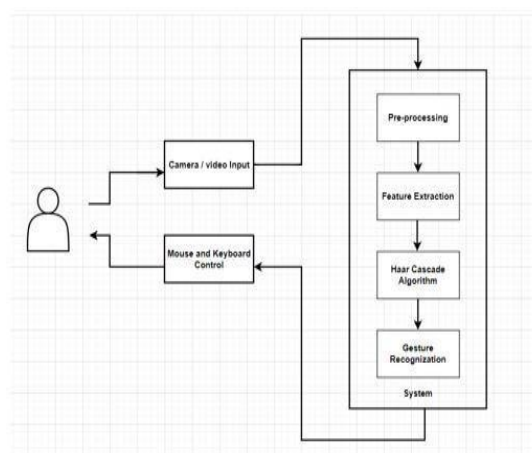 Camera / video Input
Mouse and Keyboard
Control
Pre-processing
Feature Extraction
Haar Cascade
Algorithm
Gesture
Recognization
System